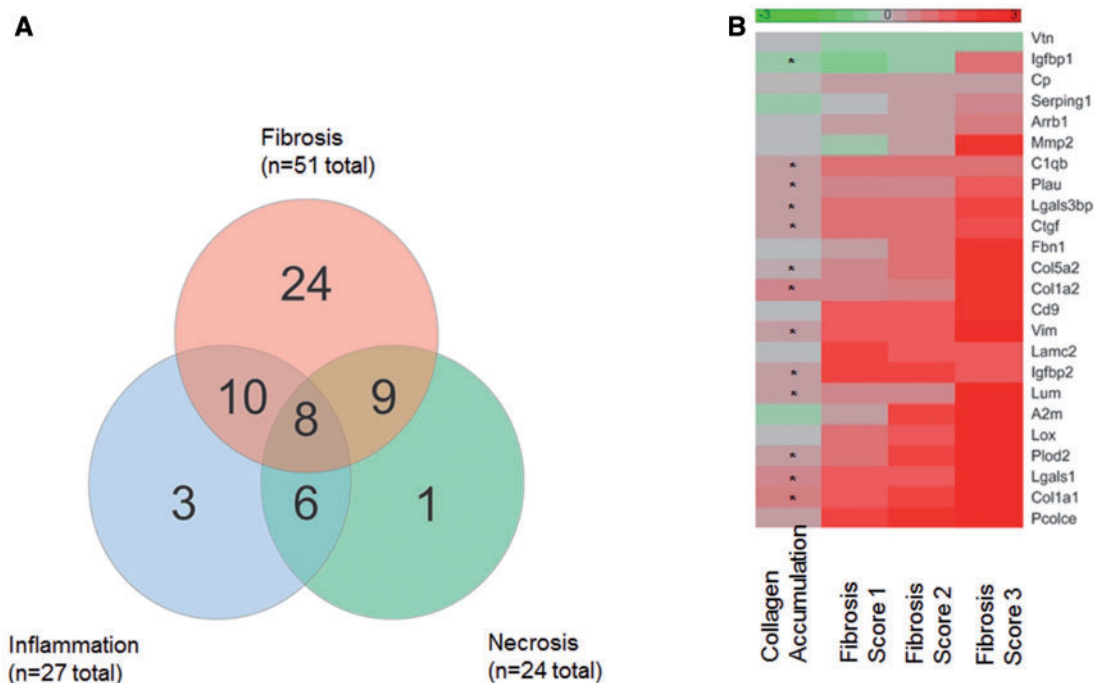 A
Fibrosis
(n=51 total)
24
10
8
9
3
6
1
Inflammation
(n=27 total)
Necrosis
(n=24 total)
B
-3 0 3
Vtn
* Igfbp1
Cp
Serping1
Arrb1
Mmp2
* C1qb
* Plau
* Lgals3bp
* Ctgf
Fbn1
* Col5a2
* Col1a2
Cd9
* Vim
Lamc2
* Igfbp2
* Lum
A2m
Lox
* Plod2
* Lgals1
* Col1a1
Pcolce
Collagen
Accumulation
Fibrosis
Score 1
Fibrosis
Score 2
Fibrosis
Score 3